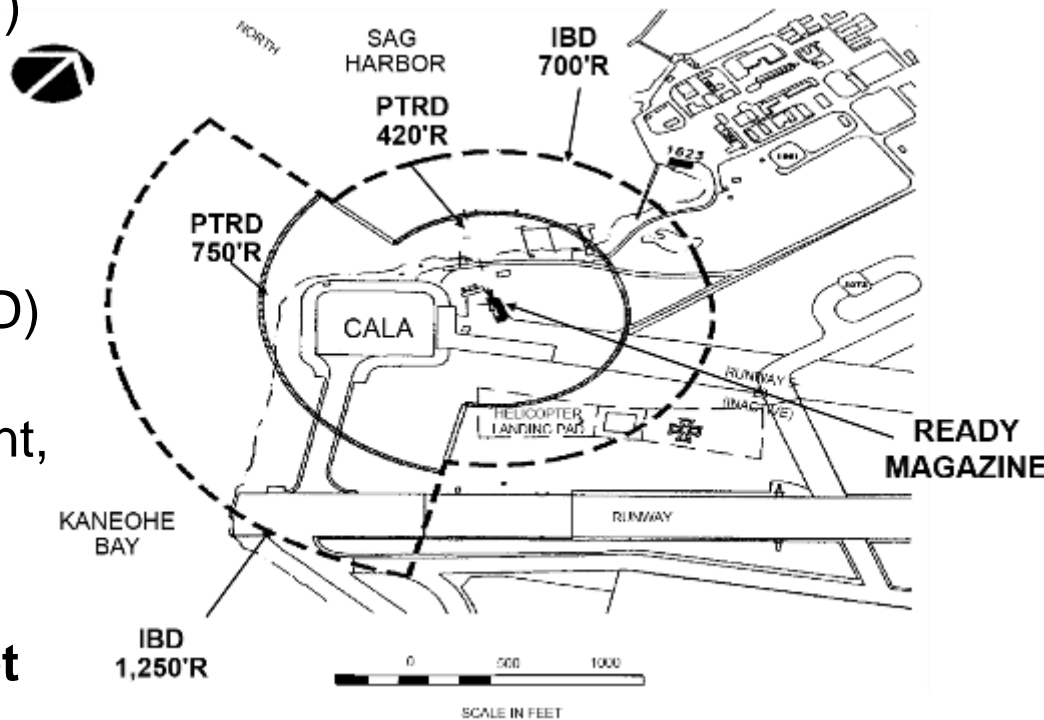 )
NORTH
SAG
HARBOR
IBD
700'R
PTRD
420'R
1623
PTRD
750'R
D)
CALA
RUNWAY
nt,
HELICOPTER
LANDING PAD
READY
MAGAZINE
KANEOHE
BAY
RUNWAY
IBD
1,250'R
t
0 500 1000
SCALE IN FEET